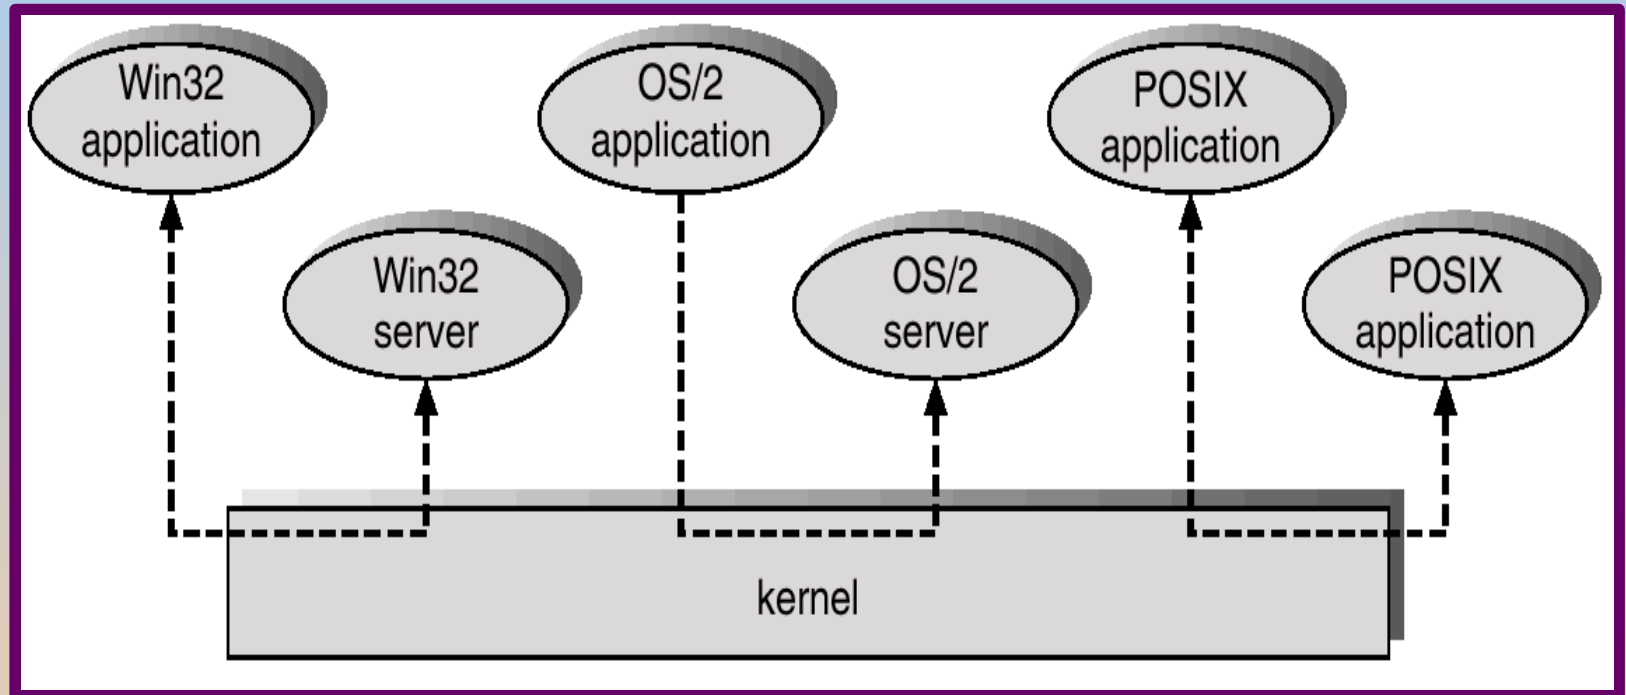 Win32
application
OS/2
application
POSIX
application
Win32
server
OS/2
server
POSIX
application
kernel